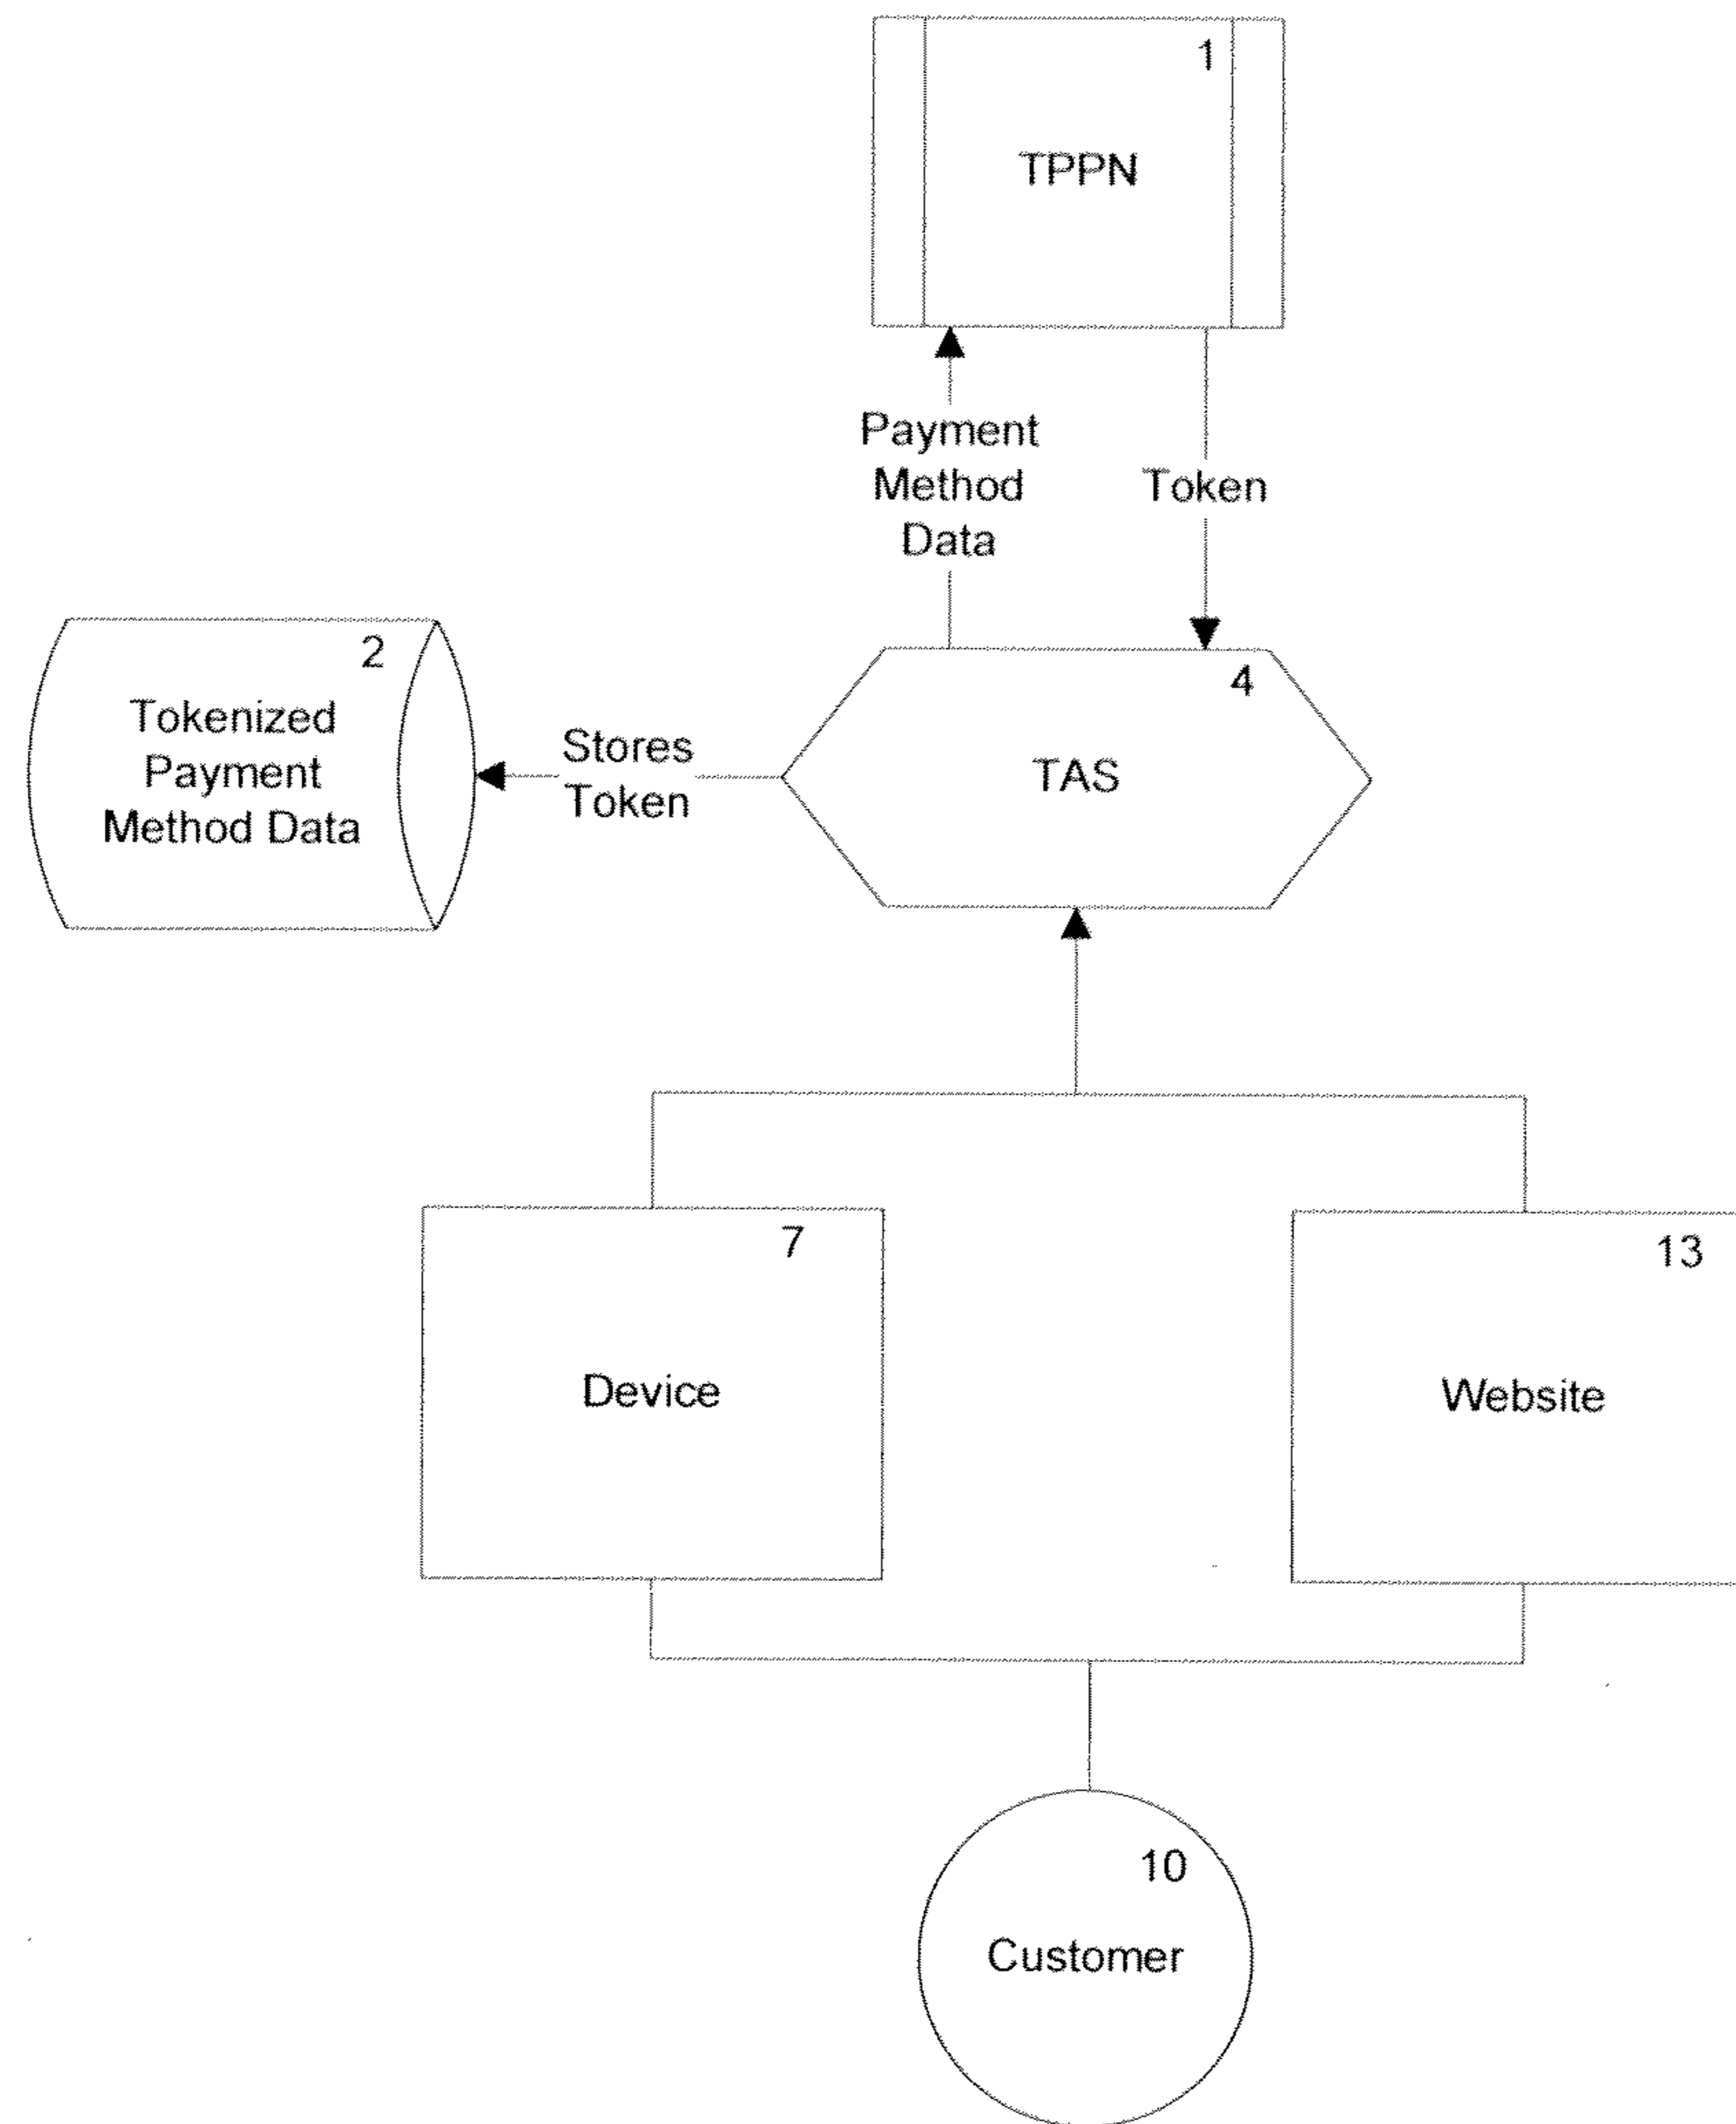 1
TPPN
Payment
Method
Data
Token
2
Tokenized
Payment
Method Data
Stores
Token
4
TAS
7
Device
13
Website
10
Customer